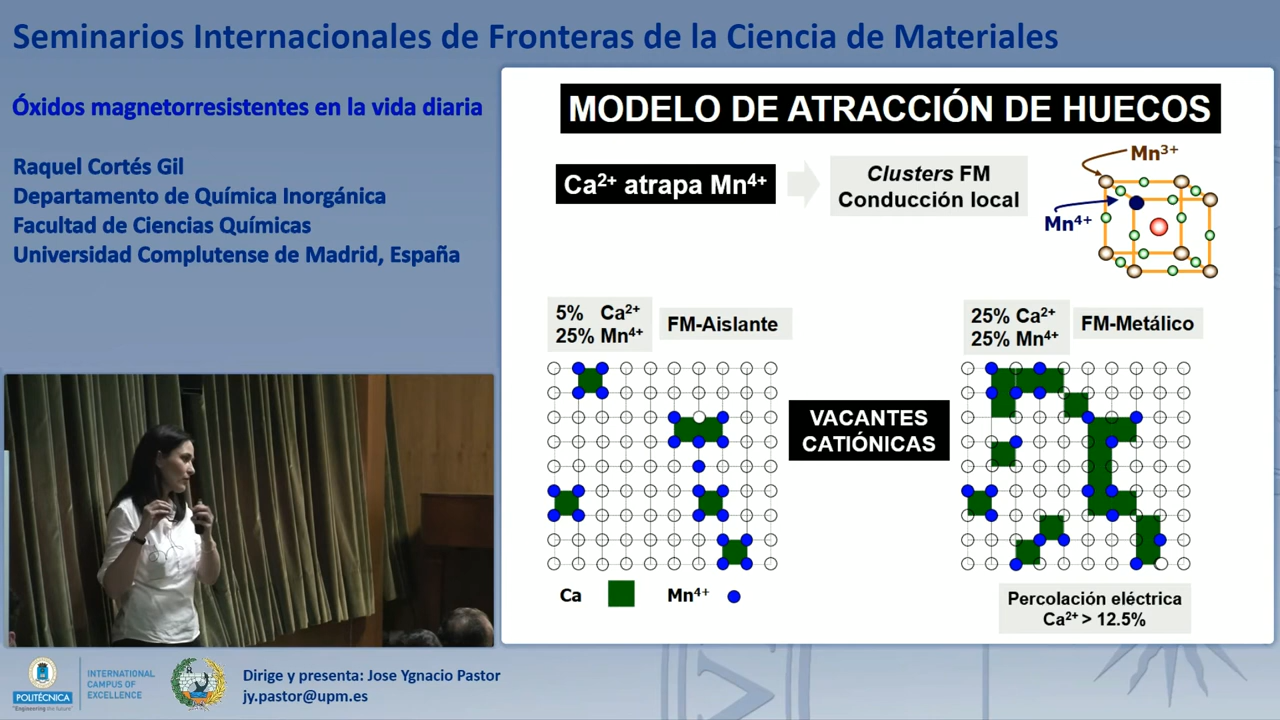 Seminarios Internacionales de Fronteras de la Ciencia de Materiales
Óxidos magnetorresistentes en la vida diaria
Raquel Cortés Gil
Departamento de Química Inorgánica
Facultad de Ciencias Químicas
Universidad Complutense de Madrid, España
MODELO DE ATRACCIÓN DE HUECOS
Ca²⁺ atrapa Mn⁴⁺
Clusters FM
Conducción local
Mn³⁺
Mn⁴⁺
5% Ca²⁺
25% Mn⁴⁺
FM-Aislante
25% Ca²⁺
25% Mn⁴⁺
FM-Metálico
VACANTES
CATIÓNICAS
Ca
Mn⁴⁺
Percolación eléctrica
Ca²⁺ > 12.5%
POLITÉCNICA
"Engineering the future"
INTERNATIONAL
CAMPUS OF
EXCELLENCE
Dirige y presenta: Jose Ygnacio Pastor
jy.pastor@upm.es